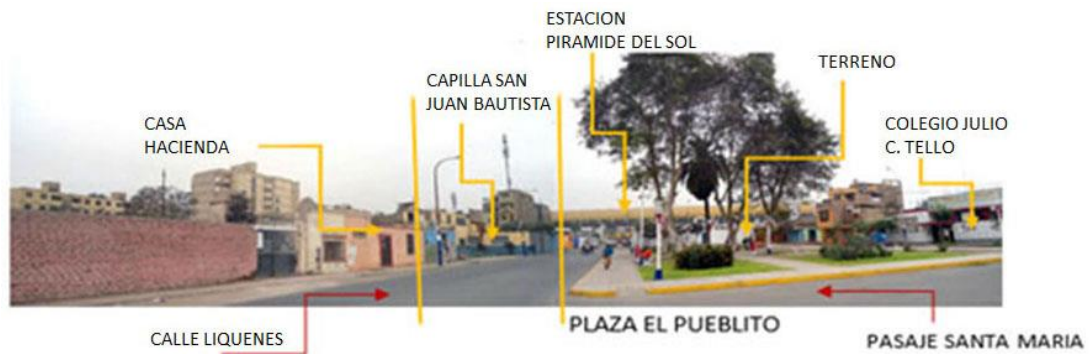 ESTACION
PIRAMIDE DEL SOL
TERRENO
CAPILLA SAN
JUAN BAUTISTA
CASA
HACIENDA
COLEGIO JULIO
C. TELLO
PLAZA EL PUEBLITO
CALLE LIQUENES
PASAJE SANTA MARIA